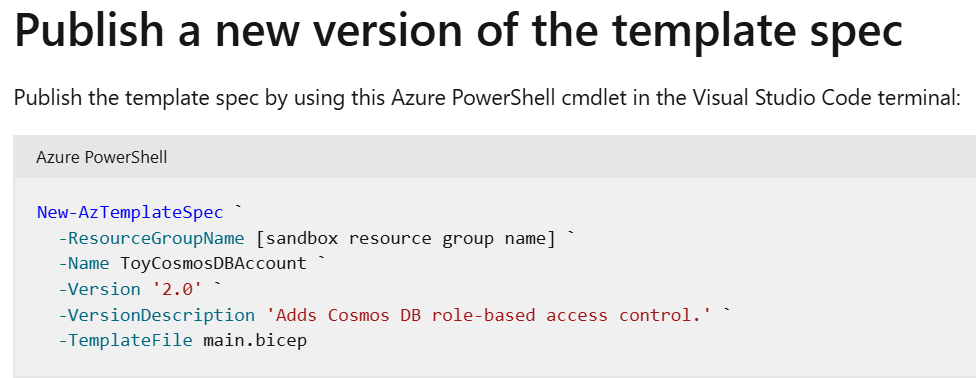 Publish a new version of the template spec
Publish the template spec by using this Azure PowerShell cmdlet in the Visual Studio Code terminal:
Azure PowerShell
New-AzTemplateSpec `
  -ResourceGroupName [sandbox resource group name] `
  -Name ToyCosmosDBAccount `
  -Version '2.0' `
  -VersionDescription 'Adds Cosmos DB role-based access control.' `
  -TemplateFile main.bicep